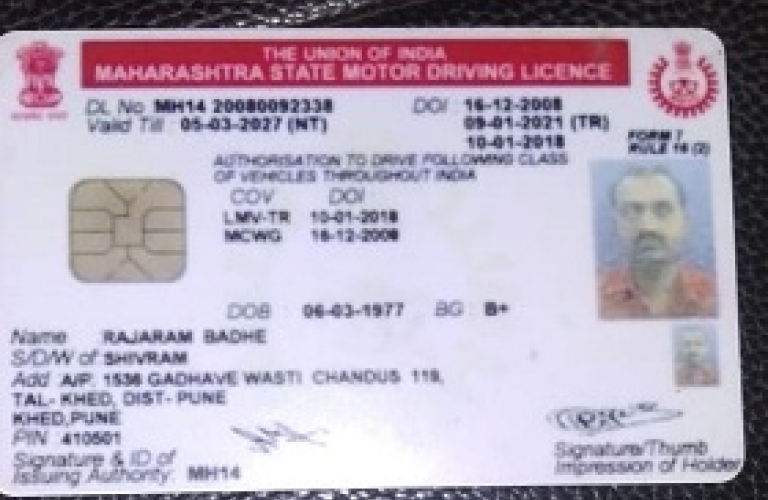 THE UNION OF INDIA
MAHARASHTRA STATE MOTOR DRIVING LICENCE
DL No MH14 20080092338 DOI : 16-12-2008
Valid Till : 05-03-2027 (NT) 09-01-2021 (TR)
10-01-2018
FORM 7
RULE 16 (2)
AUTHORISATION TO DRIVE FOLLOWING CLASS
OF VEHICLES THROUGHOUT INDIA
COV DOI
LMV-TR 10-01-2018
MCWG 16-12-2008
DOB : 06-03-1977 BG : B+
Name RAJARAM BADHE
S/D/W of SHIVRAM
Add A/P. 1536 GADHAVE WASTI CHANDUS 119,
TAL- KHED, DIST- PUNE
KHED,PUNE
PIN 410501
Signature & ID of
Issuing Authority: MH14
Signature/Thumb
Impression of Holder